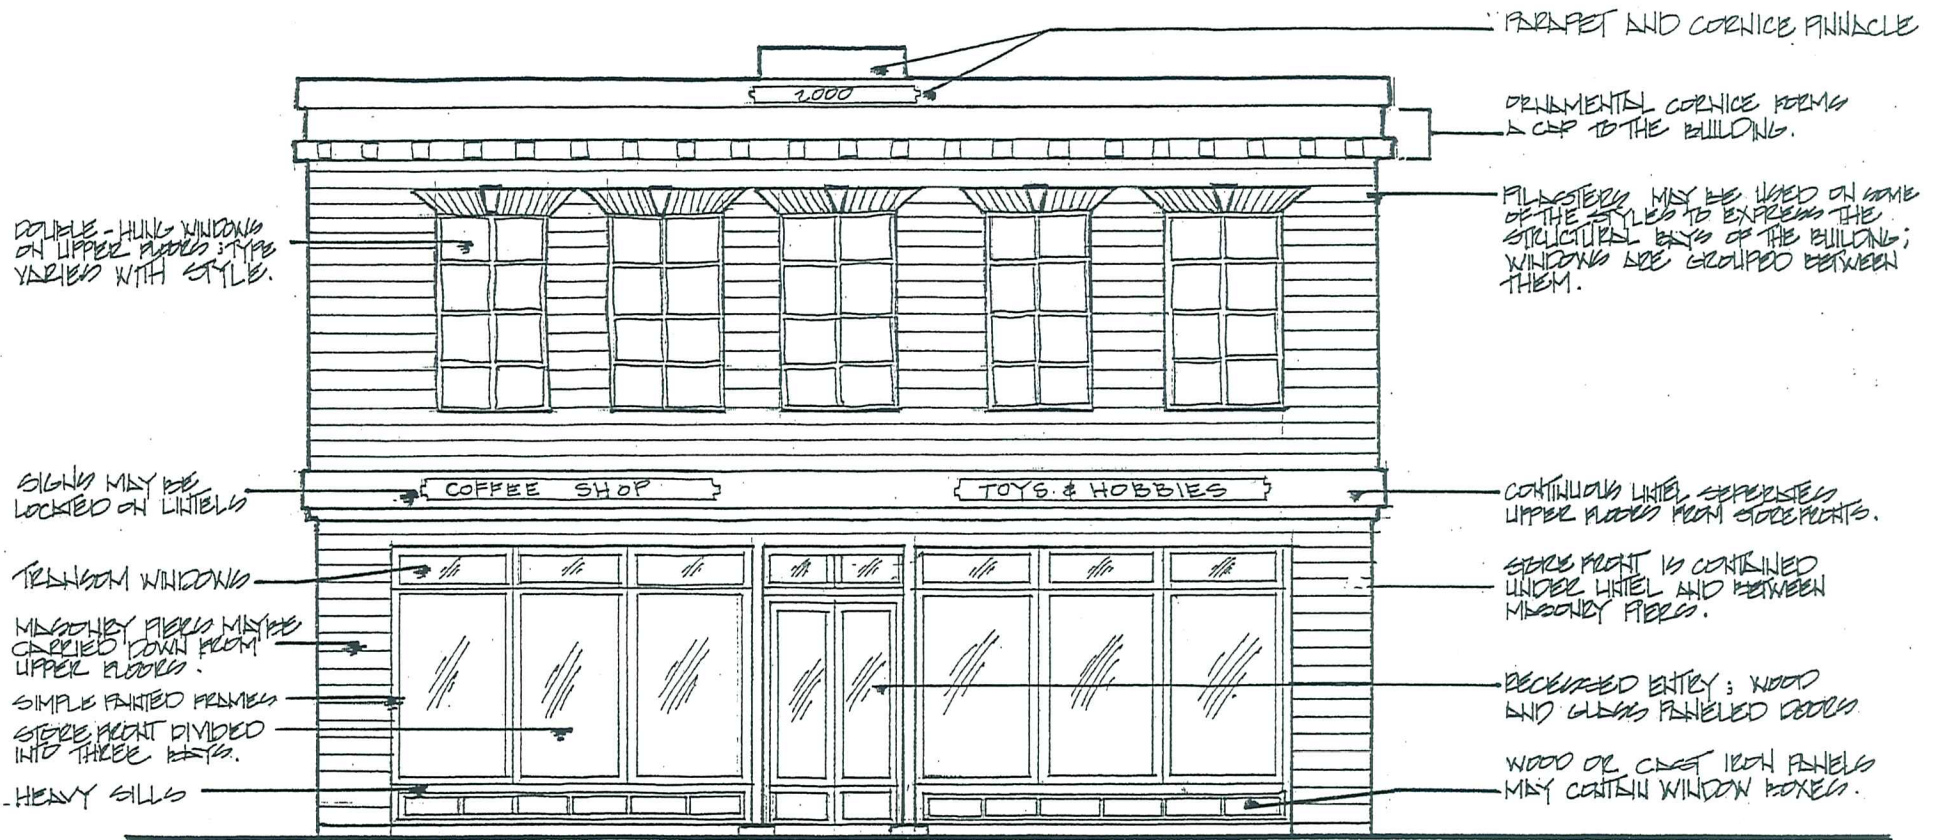 PARAPET AND CORNICE PINNACLE
2000
ORNAMENTAL CORNICE FORMS
A CAP TO THE BUILDING.
PILASTERS MAY BE USED ON SOME
OF THE STYLES TO EXPRESS THE
STRUCTURAL BAYS OF THE BUILDNG;
WINDOWS ARE GROUPED BETWEEN
THEM.
DOUBLE-HUNG WINDOWS
ON UPPER FLOORS; TYPE
VARIES WITH STYLE.
SIGNS MAY BE
LOCATED ON LINTELS
COFFEE SHOP
TOYS & HOBBIES
CONTINUOUS LINTEL SEPERATES
UPPER FLOORS FROM STOREFRONTS.
TRANSOM WINDOWS
STORE FRONT IS CONTAINED
UNDER LINTEL AND BETWEEN
MASONRY PIERS.
MASONRY PIERS MAY BE
CARRIED DOWN FROM
UPPER FLOORS.
SIMPLE PAINTED FRAMES
STORE FRONT DIVIDED
INTO THREE BAYS.
HEAVY SILLS
RECESSED ENTRY; WOOD
AND GLASS PANELED DOORS
WOOD OR CAST IRON PANELS
MAY CONTAIN WINDOW BOXES.